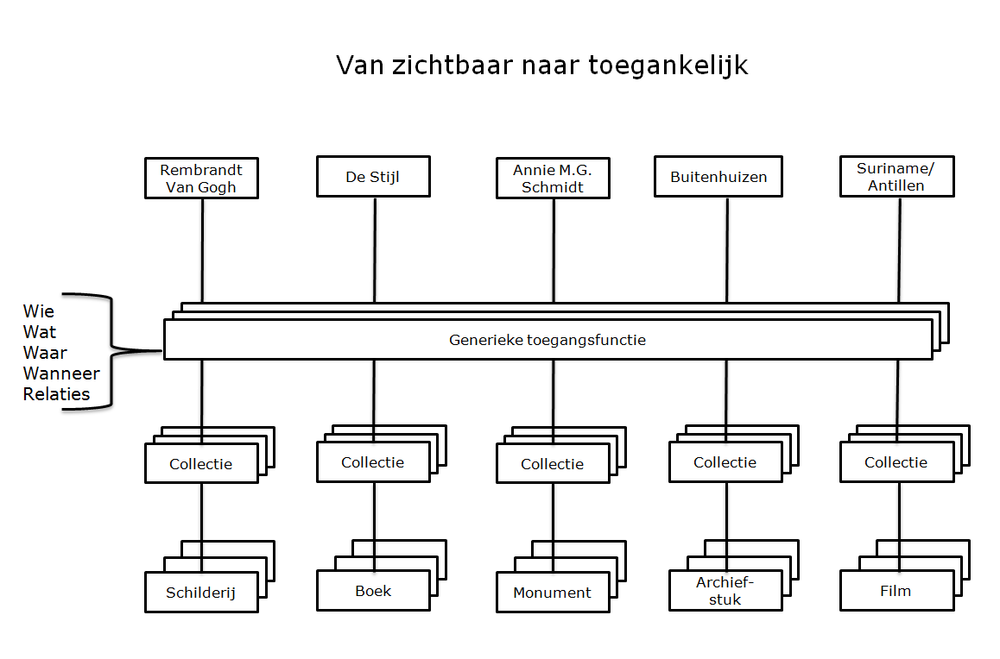 Van zichtbaar naar toegankelijk
Rembrandt
Van Gogh
De Stijl
Annie M.G.
Schmidt
Buitenhuizen
Suriname/
Antillen
Wie
Wat
Waar
Wanneer
Relaties
Generieke toegangsfunctie
Collectie
Collectie
Collectie
Collectie
Collectie
Schilderij
Boek
Monument
Archief-
stuk
Film